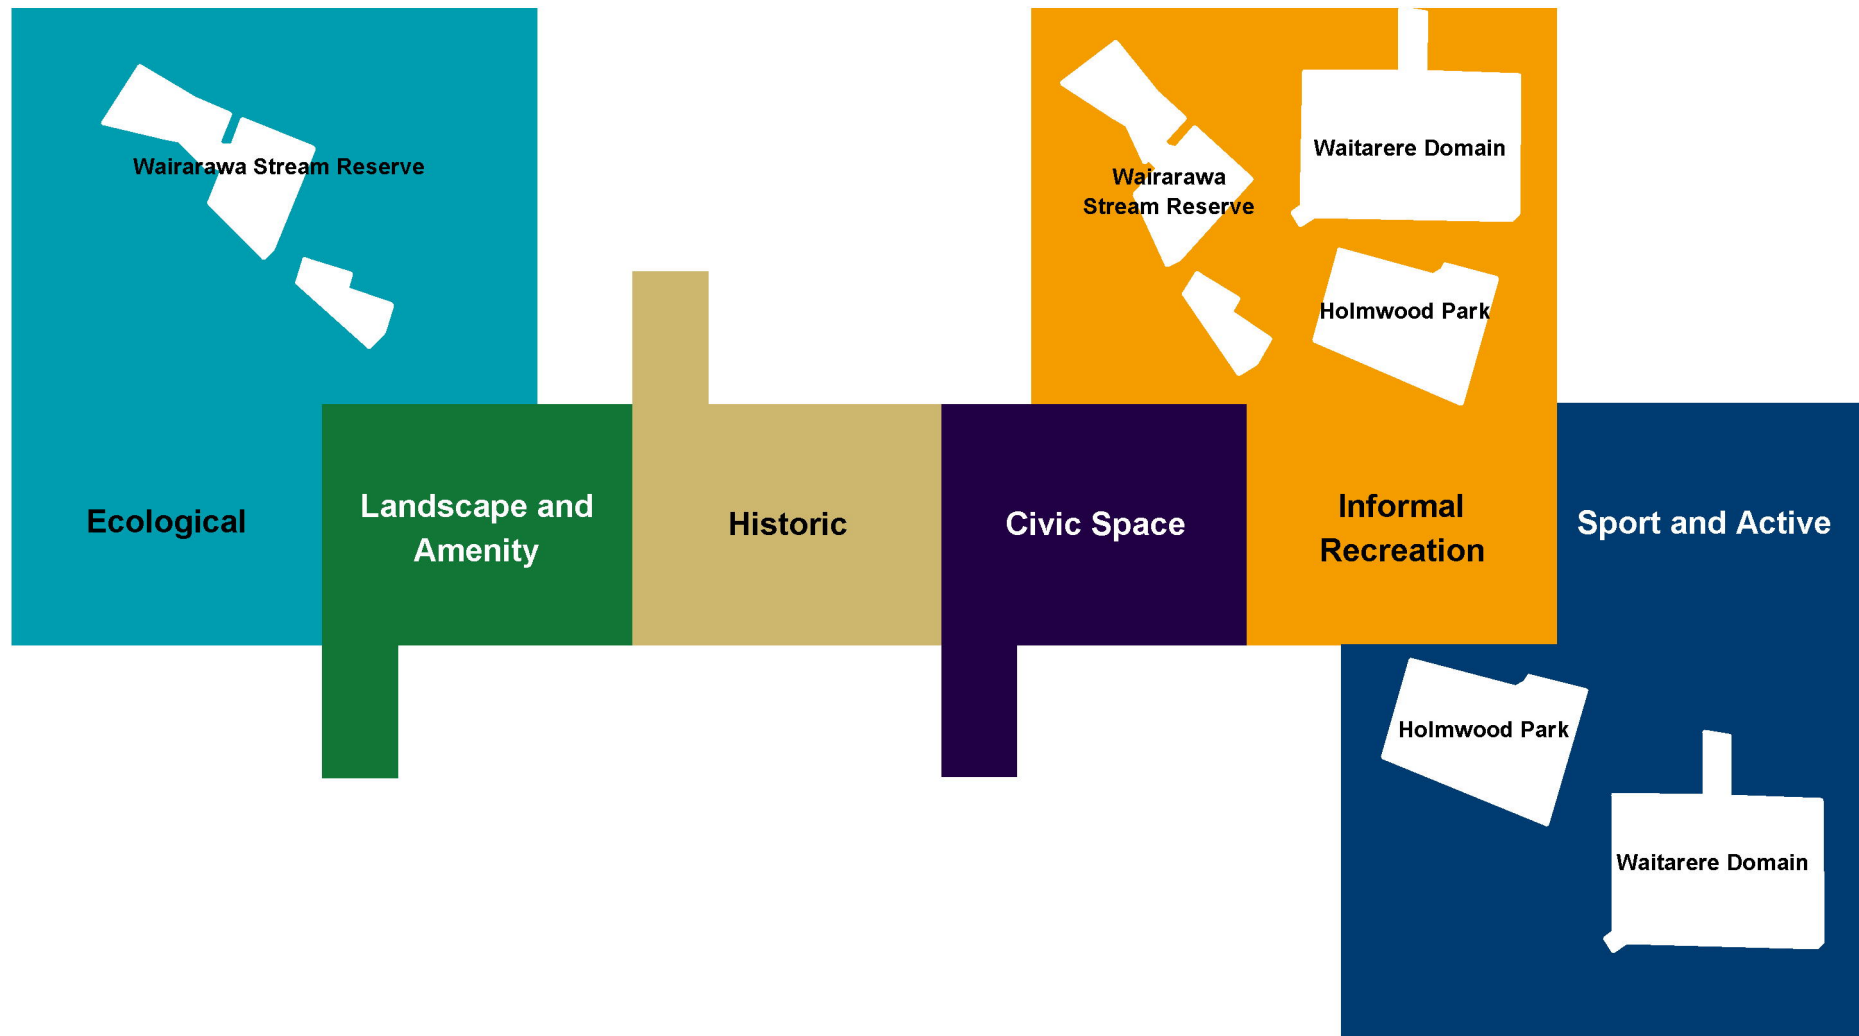 Wairarawa Stream Reserve
Wairarawa
Stream Reserve
Waitarere Domain
Holmwood Park
Ecological
Landscape and
Amenity
Historic
Civic Space
Informal
Recreation
Sport and Active
Holmwood Park
Waitarere Domain